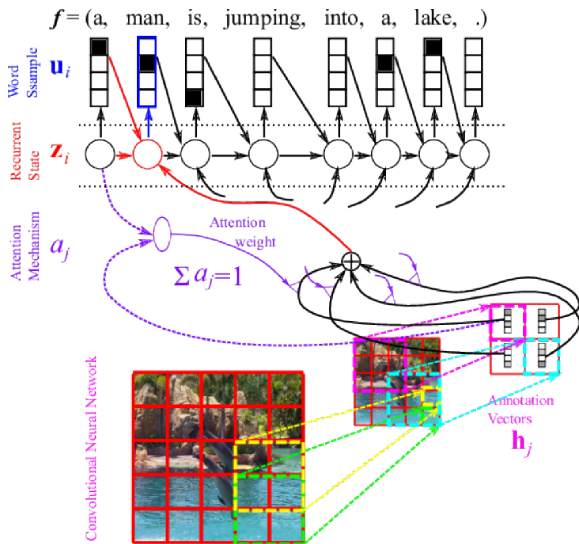 f = (a, man, is, jumping, into, a, lake, .)
Word
Ssample
u_i
Recurrent
State
z_i
Attention
Mechanism
a_j
Attention
weight
∑ a_j=1
Convolutional Neural Network
Annotation
Vectors
h_j